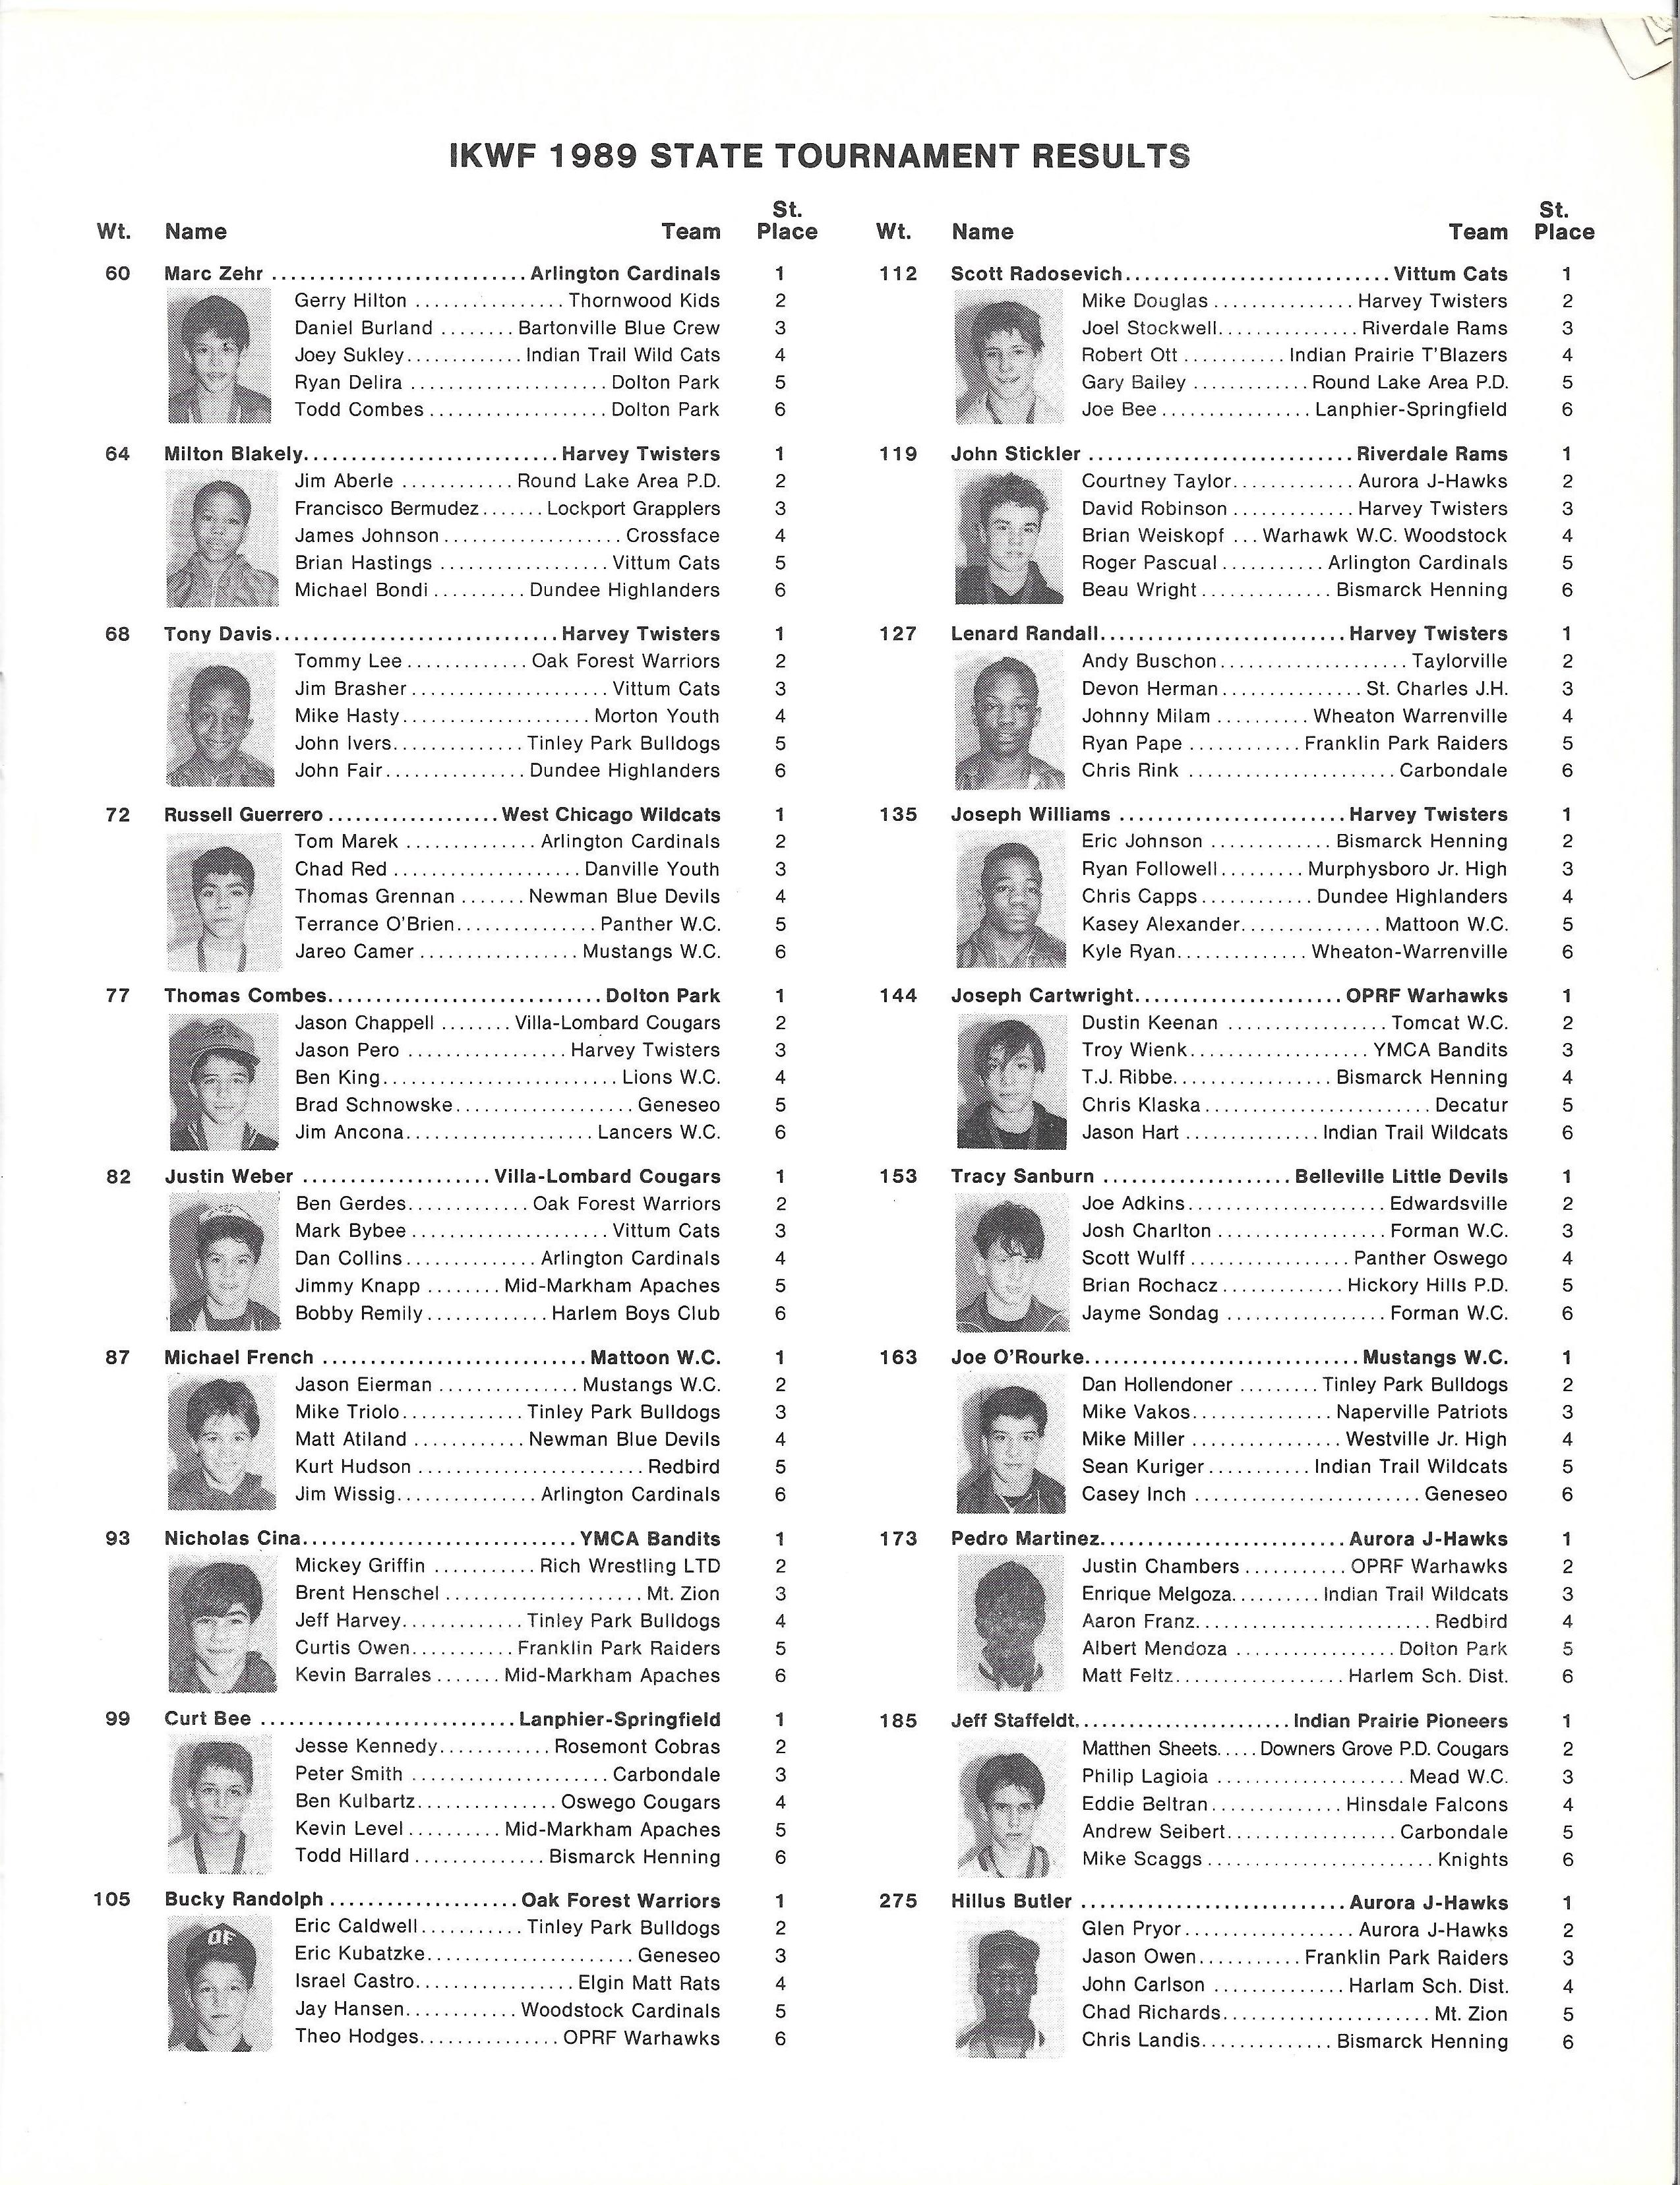 IKWF 1989 STATE TOURNAMENT RESULTS
Wt. Name Team St. Place
60 Marc Zehr .......................... Arlington Cardinals 1
Gerry Hilton ................ Thornwood Kids 2
Daniel Burland ........ Bartonville Blue Crew 3
Joey Sukley............. Indian Trail Wild Cats 4
Ryan Delira ..................... Dolton Park 5
Todd Combes ................... Dolton Park 6
64 Milton Blakely........................... Harvey Twisters 1
Jim Aberle ............ Round Lake Area P.D. 2
Francisco Bermudez....... Lockport Grapplers 3
James Johnson ................... Crossface 4
Brian Hastings .................. Vittum Cats 5
Michael Bondi .......... Dundee Highlanders 6
68 Tony Davis.............................. Harvey Twisters 1
Tommy Lee ............. Oak Forest Warriors 2
Jim Brasher ..................... Vittum Cats 3
Mike Hasty.................... Morton Youth 4
John Ivers.............. Tinley Park Bulldogs 5
John Fair............... Dundee Highlanders 6
72 Russell Guerrero .................. West Chicago Wildcats 1
Tom Marek .............. Arlington Cardinals 2
Chad Red .................... Danville Youth 3
Thomas Grennan ....... Newman Blue Devils 4
Terrance O'Brien............... Panther W.C. 5
Jareo Camer ................. Mustangs W.C. 6
77 Thomas Combes............................. Dolton Park 1
Jason Chappell ........ Villa-Lombard Cougars 2
Jason Pero ................. Harvey Twisters 3
Ben King......................... Lions W.C. 4
Brad Schnowske................... Geneseo 5
Jim Ancona.................... Lancers W.C. 6
82 Justin Weber .................... Villa-Lombard Cougars 1
Ben Gerdes............. Oak Forest Warriors 2
Mark Bybee ..................... Vittum Cats 3
Dan Collins.............. Arlington Cardinals 4
Jimmy Knapp ........ Mid-Markham Apaches 5
Bobby Remily............. Harlem Boys Club 6
87 Michael French ............................ Mattoon W.C. 1
Jason Eierman ............... Mustangs W.C. 2
Mike Triolo............. Tinley Park Bulldogs 3
Matt Atiland ............ Newman Blue Devils 4
Kurt Hudson ........................ Redbird 5
Jim Wissig............... Arlington Cardinals 6
93 Nicholas Cina............................. YMCA Bandits 1
Mickey Griffin ........... Rich Wrestling LTD 2
Brent Henschel ..................... Mt. Zion 3
Jeff Harvey............. Tinley Park Bulldogs 4
Curtis Owen........... Franklin Park Raiders 5
Kevin Barrales ....... Mid-Markham Apaches 6
99 Curt Bee ........................... Lanphier-Springfield 1
Jesse Kennedy............ Rosemont Cobras 2
Peter Smith ..................... Carbondale 3
Ben Kulbartz............... Oswego Cougars 4
Kevin Level .......... Mid-Markham Apaches 5
Todd Hillard .............. Bismarck Henning 6
105 Bucky Randolph .................... Oak Forest Warriors 1
OF
Eric Caldwell........... Tinley Park Bulldogs 2
Eric Kubatzke...................... Geneseo 3
Israel Castro................. Elgin Matt Rats 4
Jay Hansen............ Woodstock Cardinals 5
Theo Hodges............... OPRF Warhawks 6
Wt. Name Team St. Place
112 Scott Radosevich............................ Vittum Cats 1
Mike Douglas ............... Harvey Twisters 2
Joel Stockwell............... Riverdale Rams 3
Robert Ott ........... Indian Prairie T'Blazers 4
Gary Bailey ............ Round Lake Area P.D. 5
Joe Bee ................ Lanphier-Springfield 6
119 John Stickler ............................ Riverdale Rams 1
Courtney Taylor............. Aurora J-Hawks 2
David Robinson ............. Harvey Twisters 3
Brian Weiskopf ... Warhawk W.C. Woodstock 4
Roger Pascual ........... Arlington Cardinals 5
Beau Wright .............. Bismarck Henning 6
127 Lenard Randall.......................... Harvey Twisters 1
Andy Buschon.................... Taylorville 2
Devon Herman............... St. Charles J.H. 3
Johnny Milam .......... Wheaton Warrenville 4
Ryan Pape ............ Franklin Park Raiders 5
Chris Rink ...................... Carbondale 6
135 Joseph Williams ........................ Harvey Twisters 1
Eric Johnson ............. Bismarck Henning 2
Ryan Followell......... Murphysboro Jr. High 3
Chris Capps............ Dundee Highlanders 4
Kasey Alexander............... Mattoon W.C. 5
Kyle Ryan.............. Wheaton-Warrenville 6
144 Joseph Cartwright...................... OPRF Warhawks 1
Dustin Keenan ................. Tomcat W.C. 2
Troy Wienk................... YMCA Bandits 3
T.J. Ribbe................. Bismarck Henning 4
Chris Klaska........................ Decatur 5
Jason Hart .............. Indian Trail Wildcats 6
153 Tracy Sanburn .................... Belleville Little Devils 1
Joe Adkins..................... Edwardsville 2
Josh Charlton .................. Forman W.C. 3
Scott Wulff ................. Panther Oswego 4
Brian Rochacz............. Hickory Hills P.D. 5
Jayme Sondag ................. Forman W.C. 6
163 Joe O'Rourke............................. Mustangs W.C. 1
Dan Hollendoner ......... Tinley Park Bulldogs 2
Mike Vakos............... Naperville Patriots 3
Mike Miller ................ Westville Jr. High 4
Sean Kuriger........... Indian Trail Wildcats 5
Casey Inch ........................ Geneseo 6
173 Pedro Martinez.......................... Aurora J-Hawks 1
Justin Chambers ........... OPRF Warhawks 2
Enrique Melgoza.......... Indian Trail Wildcats 3
Aaron Franz......................... Redbird 4
Albert Mendoza ................. Dolton Park 5
Matt Feltz.................. Harlem Sch. Dist. 6
185 Jeff Staffeldt....................... Indian Prairie Pioneers 1
Matthen Sheets..... Downers Grove P.D. Cougars 2
Philip Lagioia .................... Mead W.C. 3
Eddie Beltran.............. Hinsdale Falcons 4
Andrew Seibert.................. Carbondale 5
Mike Scaggs ........................ Knights 6
275 Hillus Butler ............................ Aurora J-Hawks 1
Glen Pryor.................. Aurora J-Hawks 2
Jason Owen........... Franklin Park Raiders 3
John Carlson .............. Harlam Sch. Dist. 4
Chad Richards...................... Mt. Zion 5
Chris Landis.............. Bismarck Henning 6